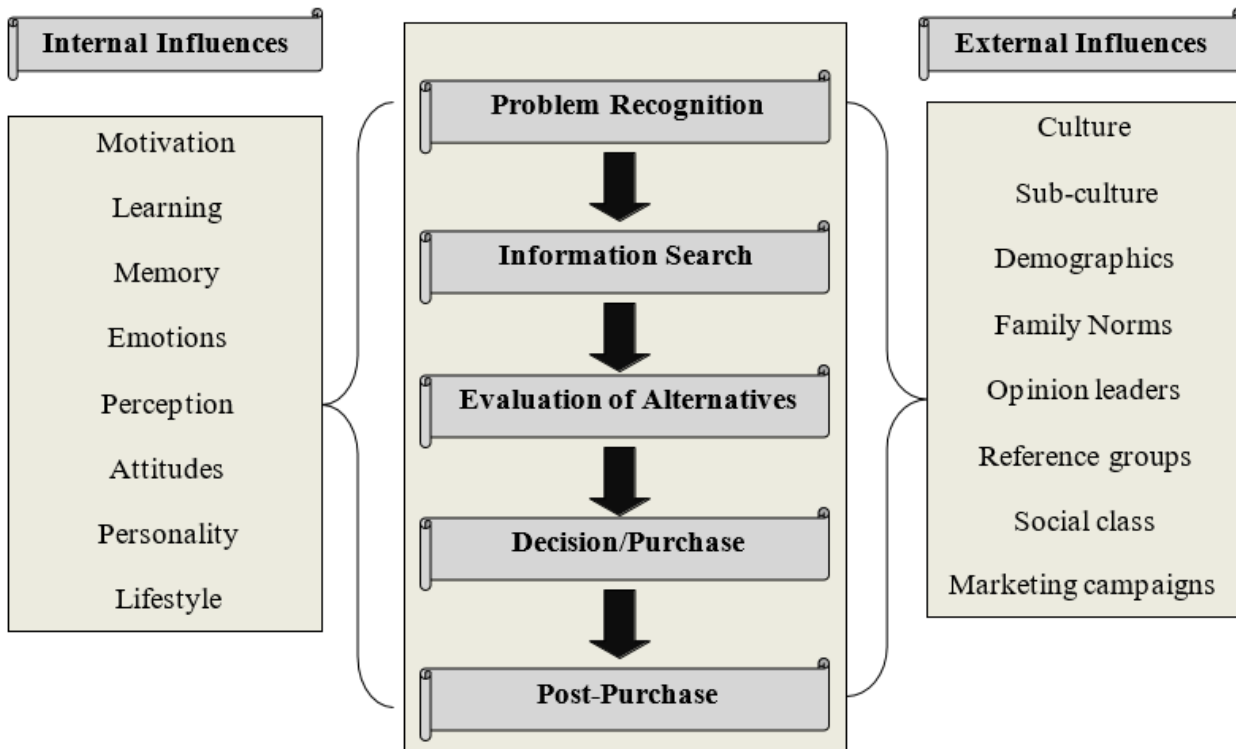 Internal Influences
Motivation
Learning
Memory
Emotions
Perception
Attitudes
Personality
Lifestyle
Problem Recognition
Information Search
Evaluation of Alternatives
Decision/Purchase
Post-Purchase
External Influences
Culture
Sub-culture
Demographics
Family Norms
Opinion leaders
Reference groups
Social class
Marketing campaigns